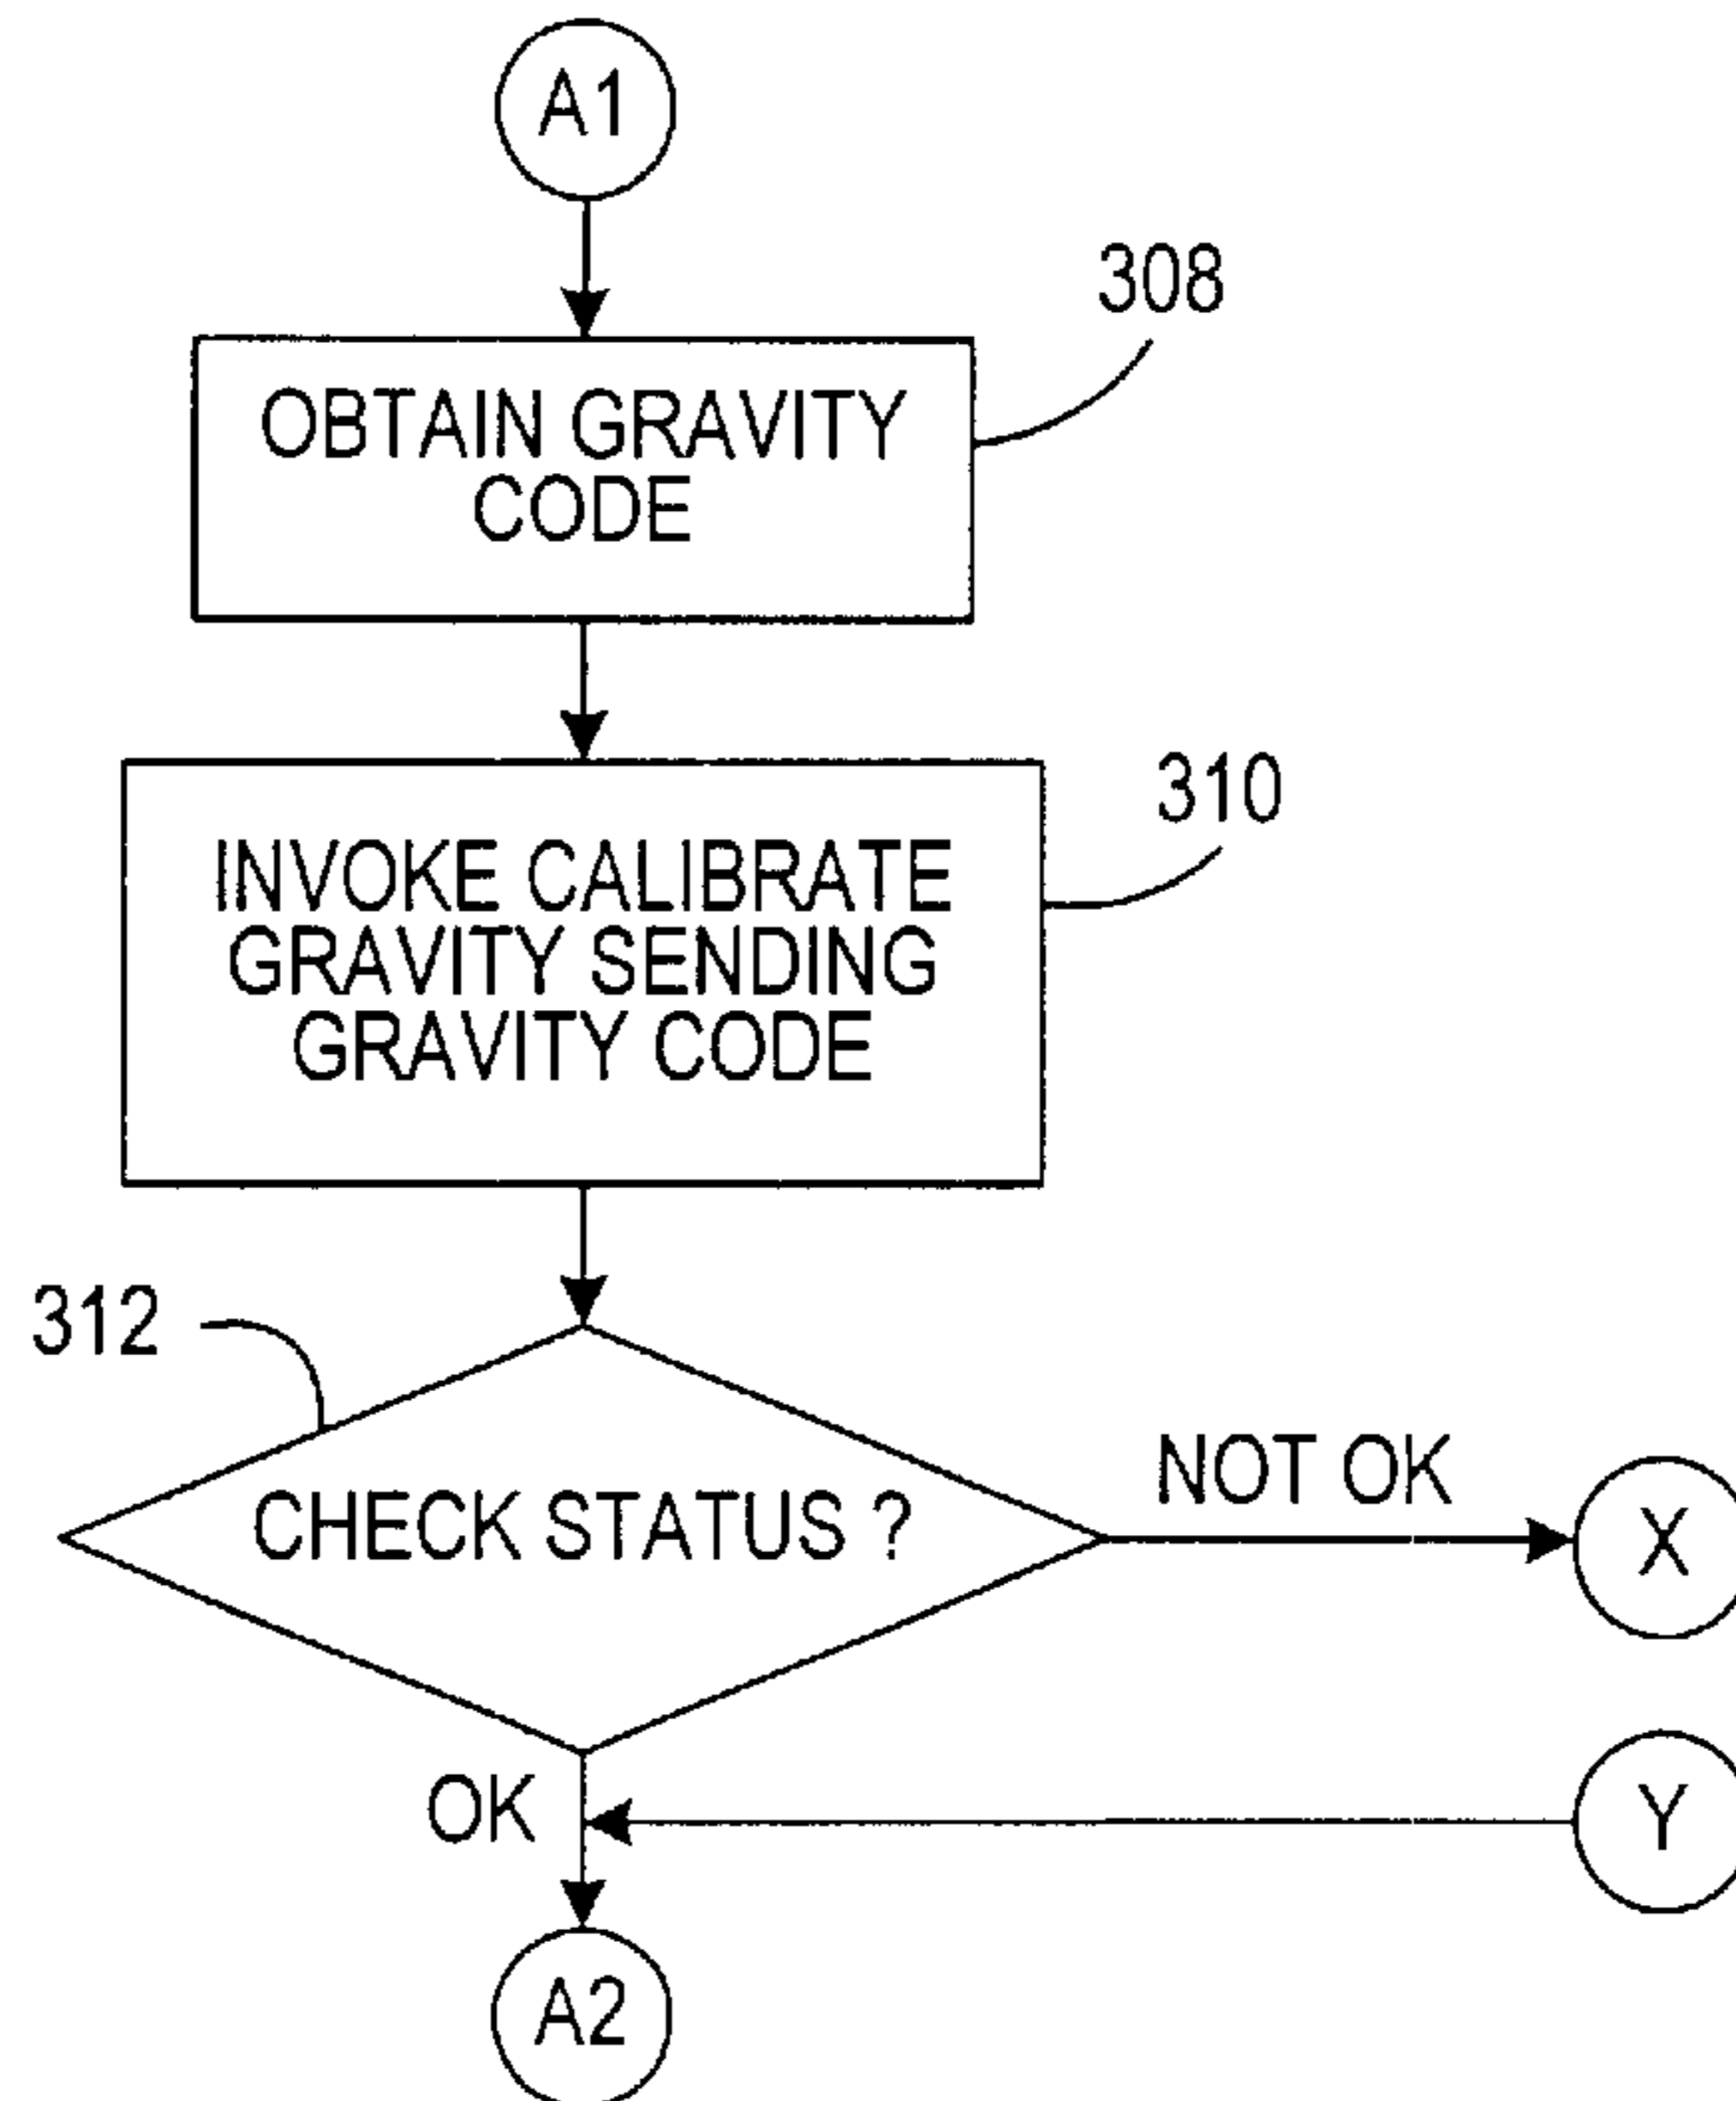 A1
308
OBTAIN GRAVITY
CODE
310
INVOKE CALIBRATE
GRAVITY SENDING
GRAVITY CODE
312
CHECK STATUS ?
NOT OK
X
OK
Y
A2